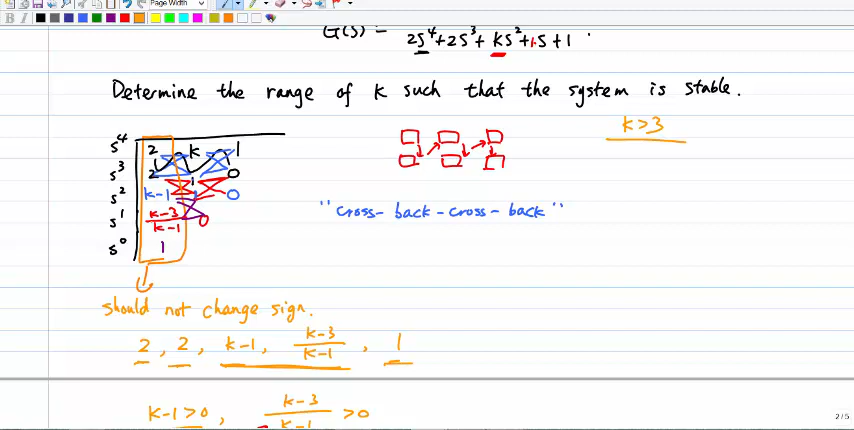 Page Width
B I
G(s) = 2s⁴+2s³+ks²+1·s+1 .
Determine the range of k such that the system is stable.
k>3
s⁴ 2 k 1
s³ 2 1 0
s² k-1 1 0
s¹ k-3/k-1 0
s⁰ 1
"cross- back - cross - back"
should not change sign.
2 , 2 , k-1, k-3/k-1 , 1
k-1>0 , k-3/k-1 >0
2 / 5